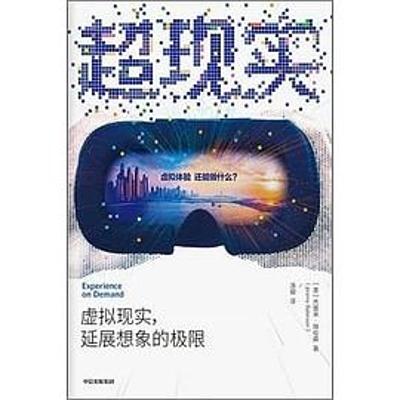 超现实
虚拟体验 还能做什么？
Experience
on Demand
虚拟现实，
延展想象的极限
中信出版集团